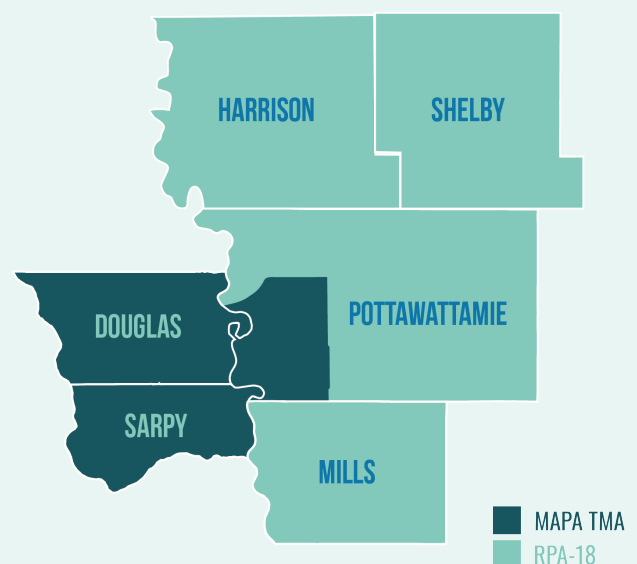 HARRISON
SHELBY
DOUGLAS
POTTAWATTAMIE
SARPY
MILLS
MAPA TMA
RPA-18